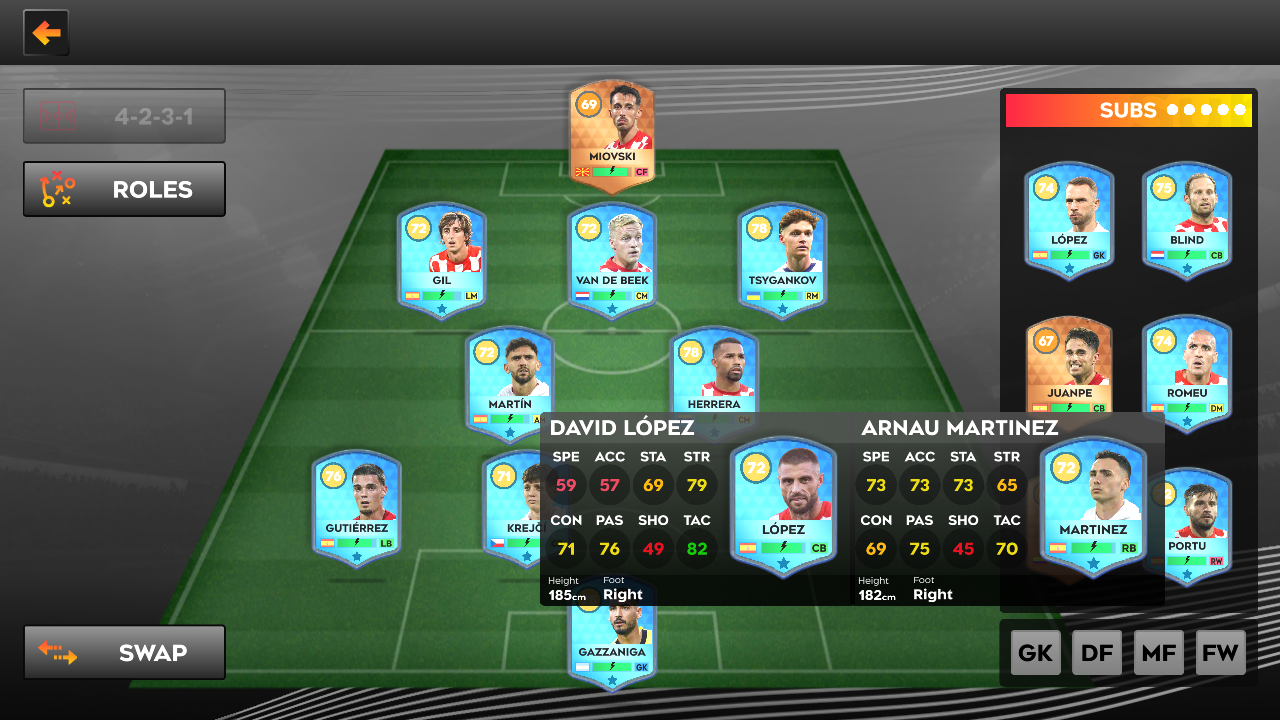 4-2-3-1
ROLES
SUBS
69
MIOVSKI
CF
72
GIL
LM
72
VAN DE BEEK
CM
78
TSYGANKOV
RM
74
LÓPEZ
GK
75
BLIND
CB
72
MARTÍN
78
HERRERA
CM
67
JUANPE
CB
74
ROMEU
DM
76
GUTIÉRREZ
LB
71
KREJČÍ
DAVID LÓPEZ
SPE ACC STA STR
59 57 69 79
CON PAS SHO TAC
71 76 49 82
Height Foot
185cm Right
72
LÓPEZ
CB
ARNAU MARTINEZ
SPE ACC STA STR
73 73 73 65
CON PAS SHO TAC
69 75 45 70
Height Foot
182cm Right
72
MARTINEZ
RB
PORTU
RW
GAZZANIGA
GK
SWAP
GK DF MF FW